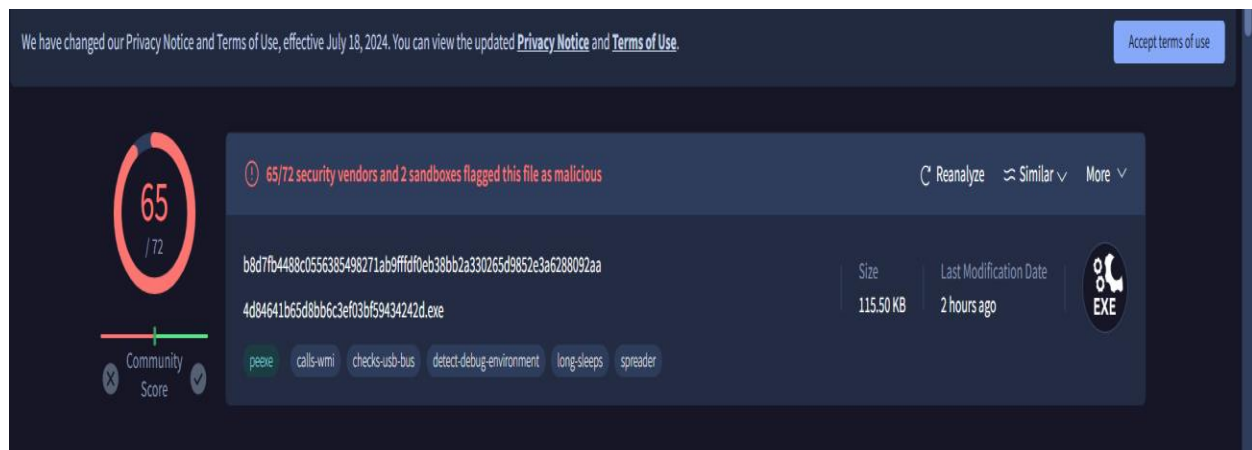 We have changed our Privacy Notice and Terms of Use, effective July 18, 2024. You can view the updated Privacy Notice and Terms of Use.
Accept terms of use
65
/ 72
Community
Score
65/72 security vendors and 2 sandboxes flagged this file as malicious
Reanalyze
Similar
More
b8d7fb4488c0556385498271ab9fffdf0eb38bb2a330265d9852e3a6288092aa
4d84641b65d8bb6c3ef03bf59434242d.exe
peexe
calls-wmi
checks-usb-bus
detect-debug-environment
long-sleeps
spreader
Size
115.50 KB
Last Modification Date
2 hours ago
EXE